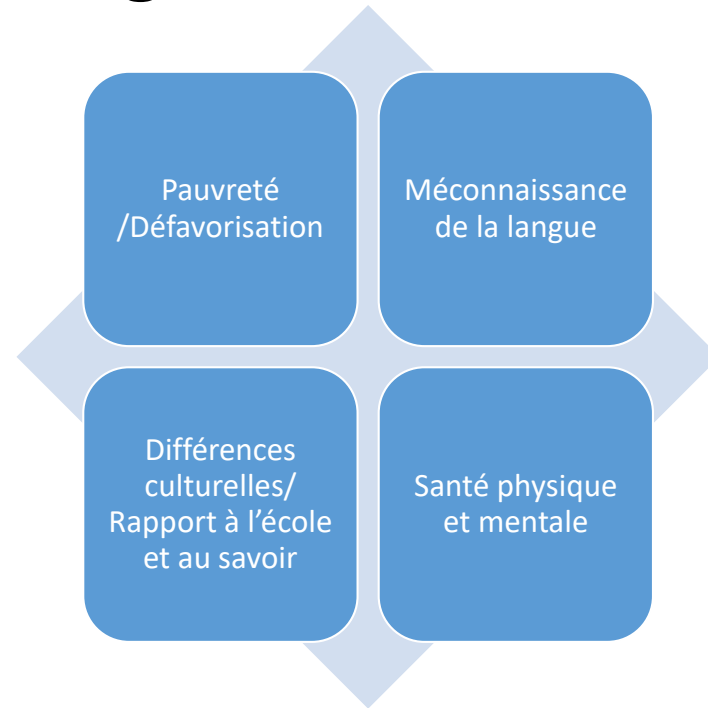 Pauvreté
/Défavorisation
Méconnaissance
de la langue
Différences
culturelles/
Rapport à l’école
et au savoir
Santé physique
et mentale